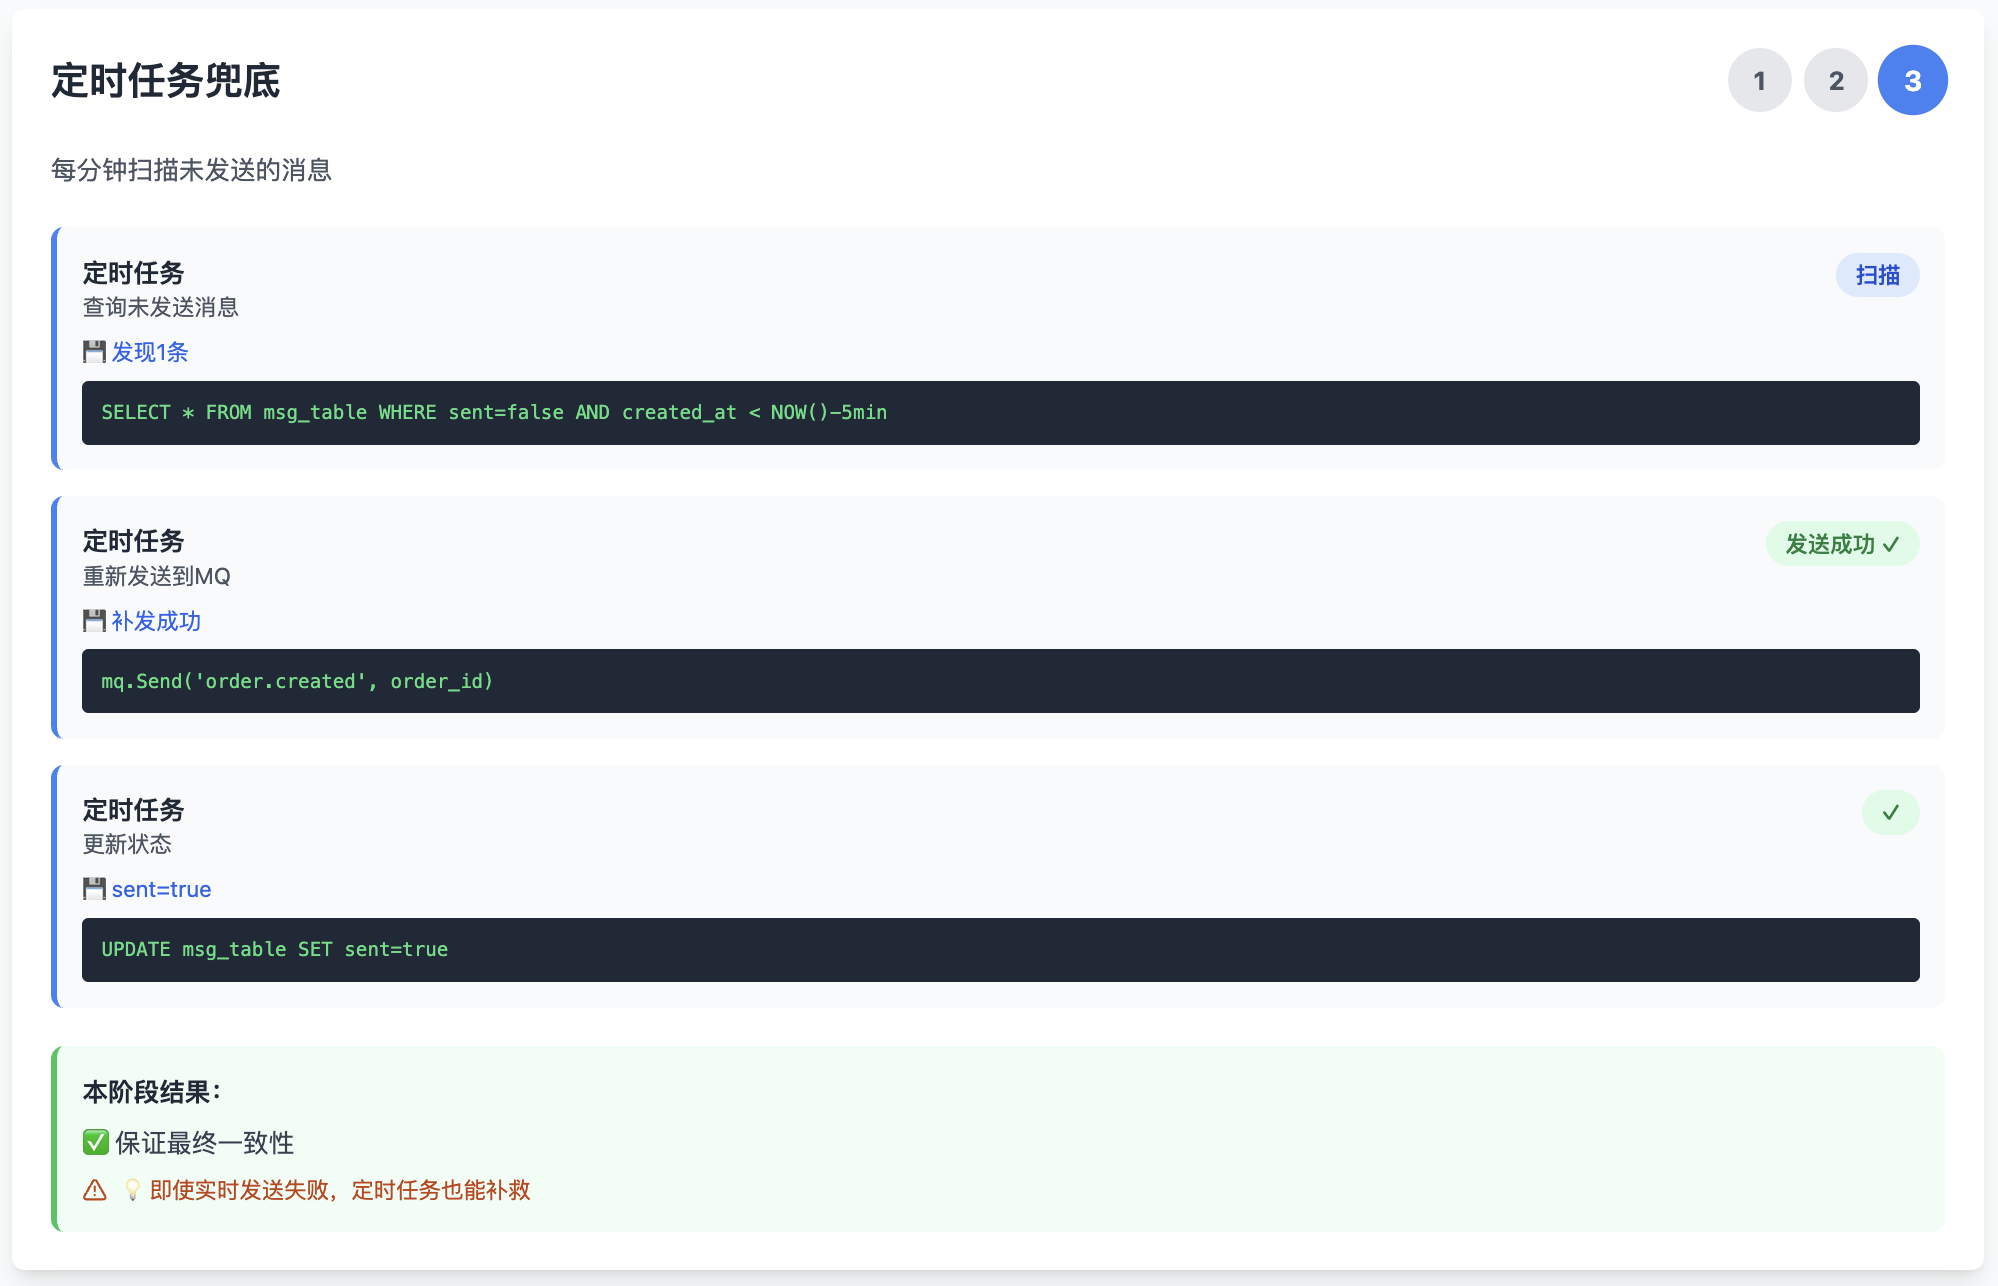 定时任务兜底
1 2 3
每分钟扫描未发送的消息
定时任务
扫描
查询未发送消息
💾 发现1条
SELECT * FROM msg_table WHERE sent=false AND created_at < NOW()-5min
定时任务
发送成功 ✓
重新发送到MQ
💾 补发成功
mq.Send('order.created', order_id)
定时任务
✓
更新状态
💾 sent=true
UPDATE msg_table SET sent=true
本阶段结果：
✅ 保证最终一致性
⚠ 💡 即使实时发送失败，定时任务也能补救